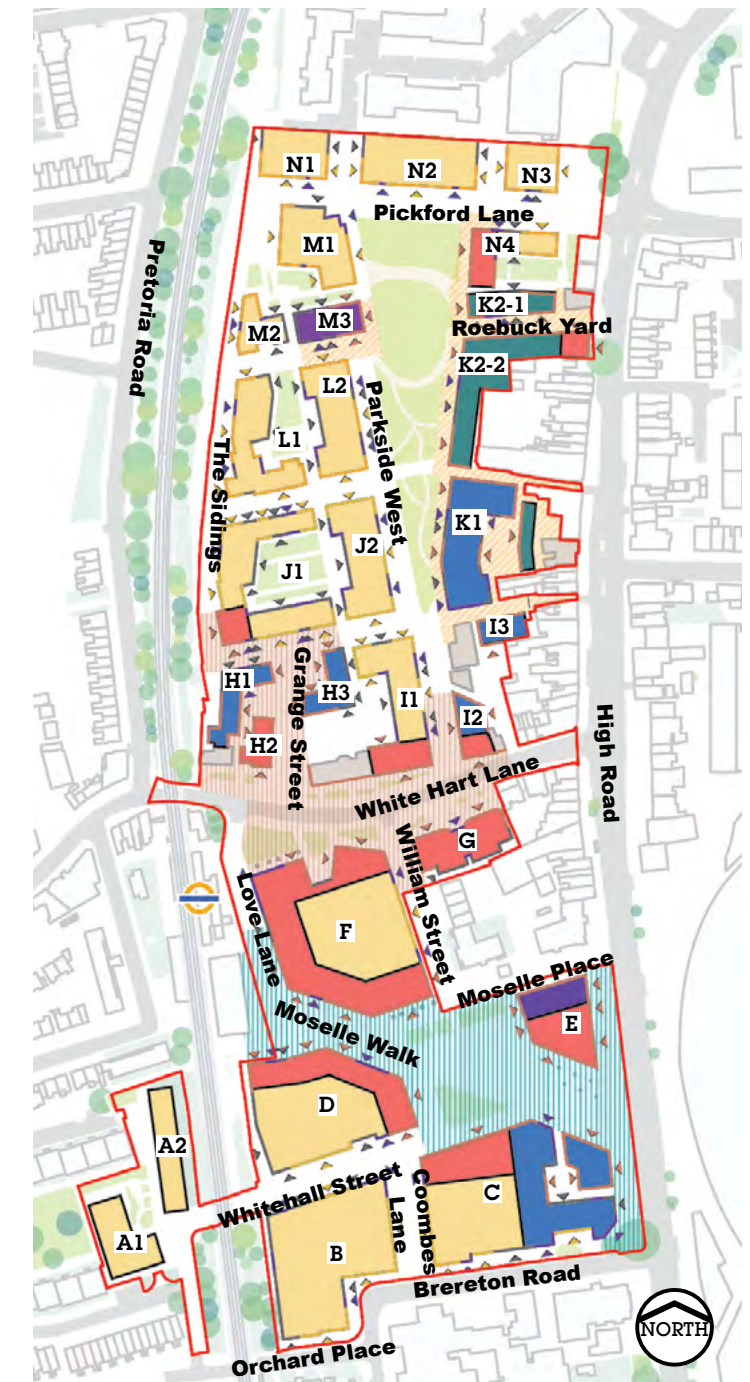 N1
N2
N3
Pickford Lane
M1
N4
Pretoria Road
K2-1
M3
M2
Roebuck Yard
K2-2
L2
Parkside West
L1
The Sidings
K1
J2
J1
I3
H1
Grange Street
H3
I1
I2
H2
High Road
White Hart Lane
G
William Street
Love Lane
F
Moselle Place
Moselle Walk
E
D
A2
Whitehall Street
C
Coombes
Lane
A1
B
Brereton Road
Orchard Place
NORTH